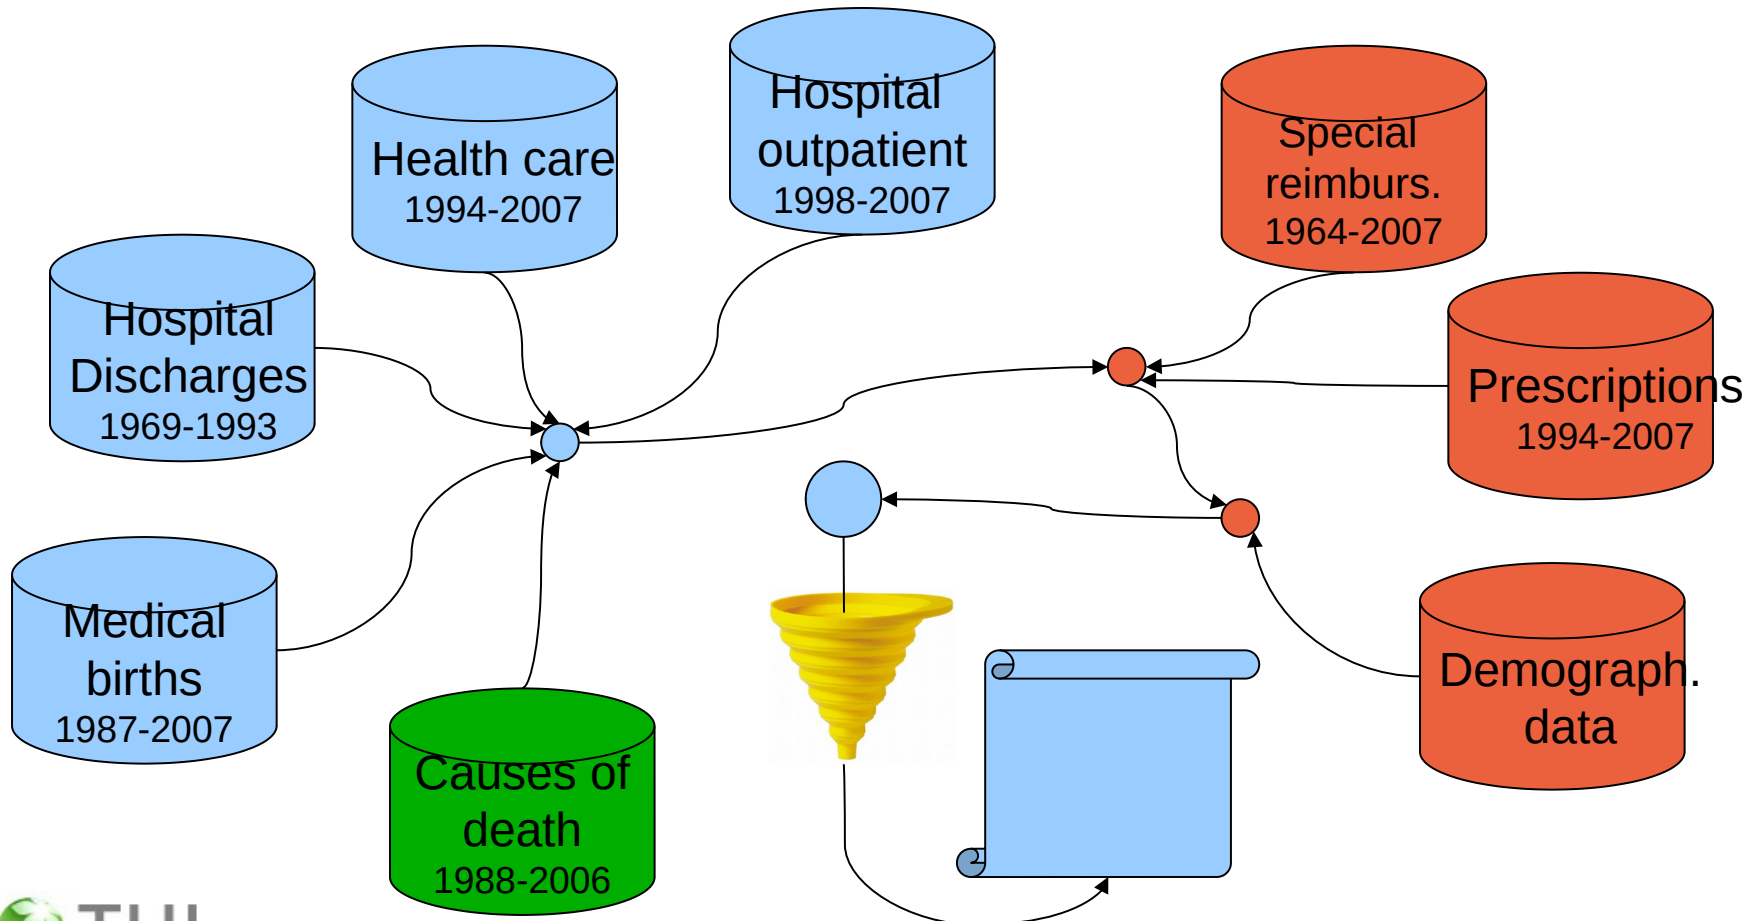 Hospital
outpatient
1998-2007
Health care
1994-2007
Special
reimburs.
1964-2007
Hospital
Discharges
1969-1993
Prescriptions
1994-2007
Medical
births
1987-2007
Demograph.
data
Causes of
death
1988-2006